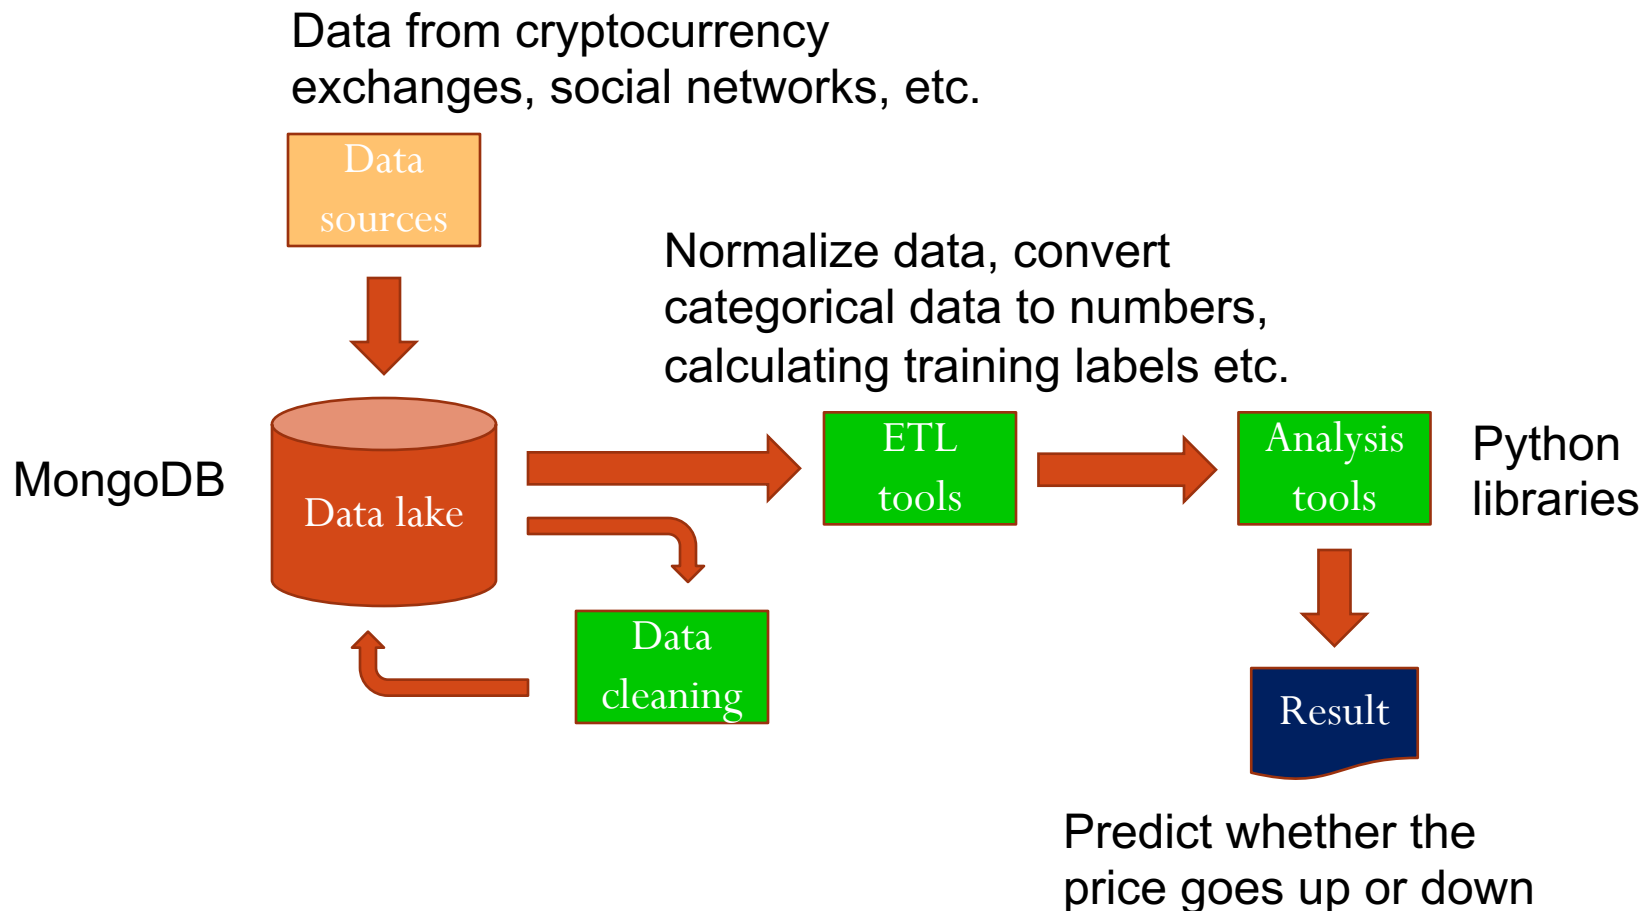 Data from cryptocurrency
exchanges, social networks, etc.
Data
sources
Normalize data, convert
categorical data to numbers,
calculating training labels etc.
MongoDB
Data lake
ETL
tools
Analysis
tools
Python
libraries
Data
cleaning
Result
Predict whether the
price goes up or down